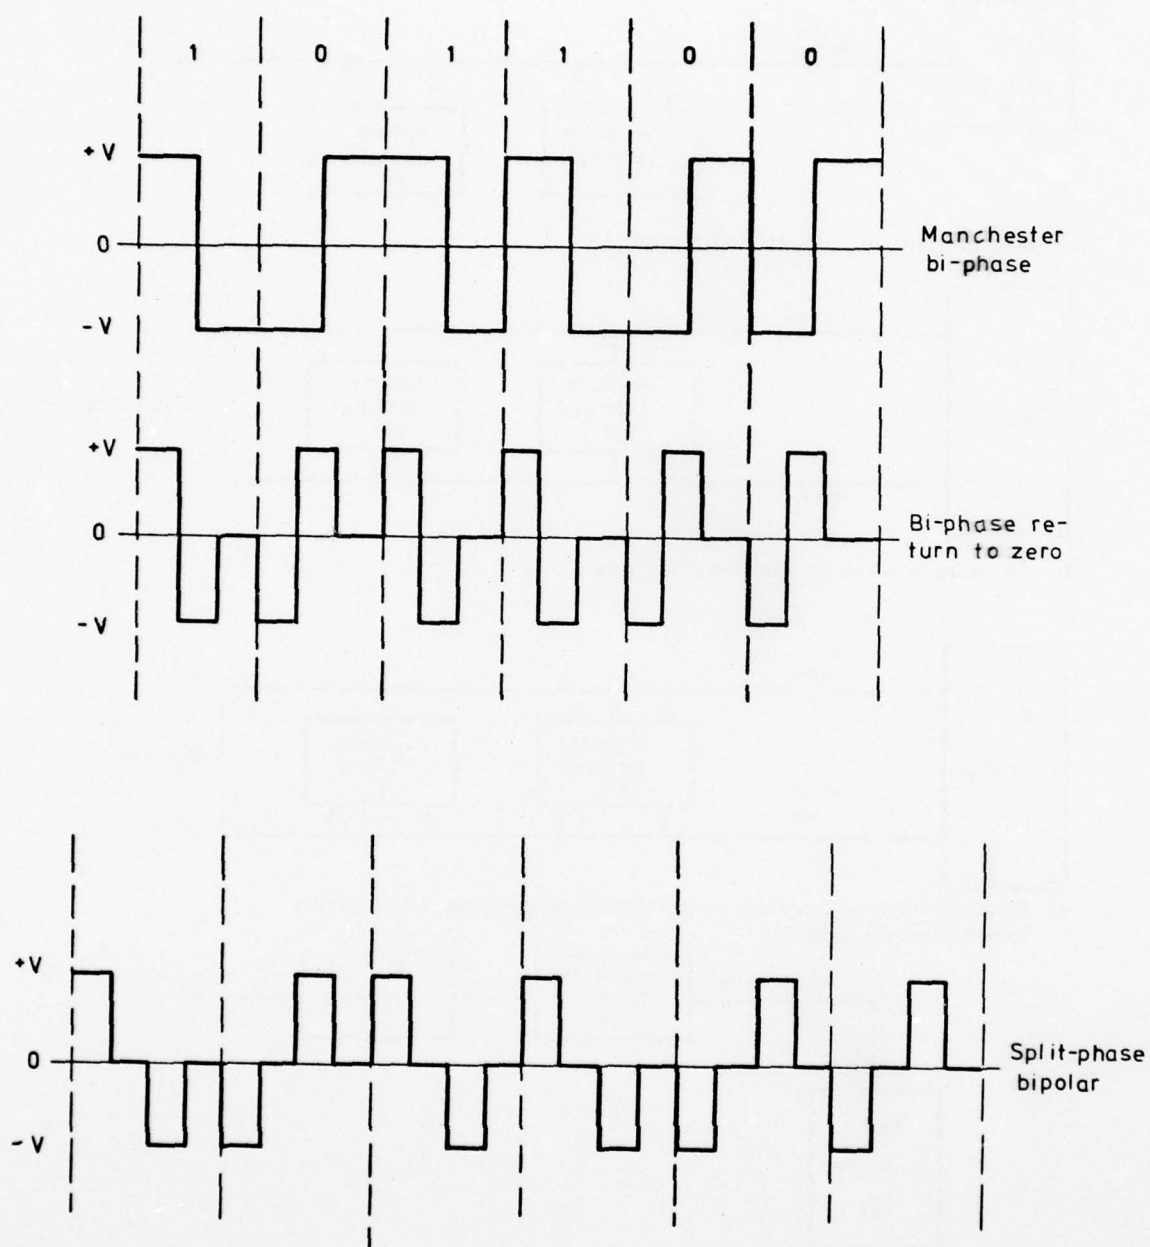 1 0 1 1 0 0
+V
0
-V
Manchester
bi-phase
+V
0
-V
Bi-phase re-
turn to zero
+V
0
-V
Split-phase
bipolar